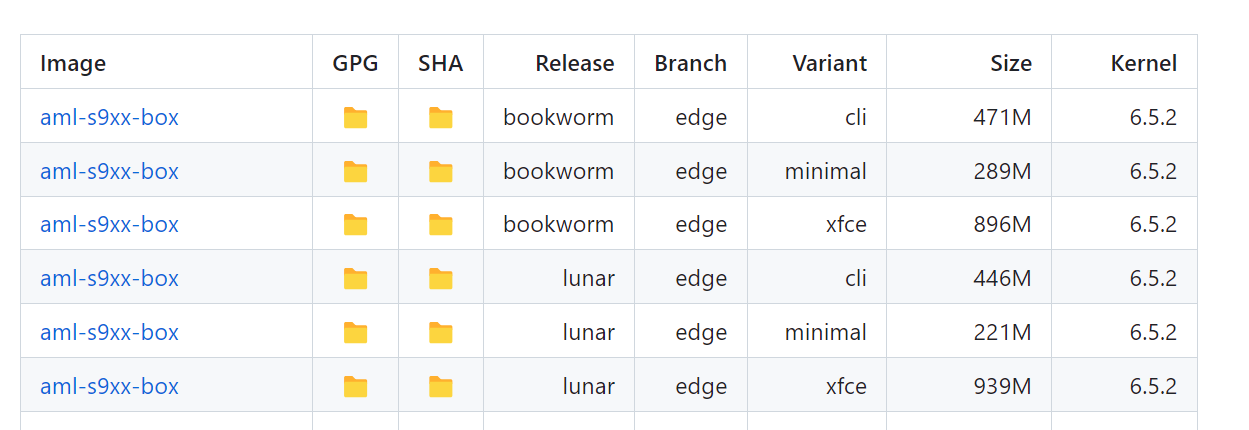 Image GPG SHA Release Branch Variant Size Kernel
aml-s9xx-box bookworm edge cli 471M 6.5.2
aml-s9xx-box bookworm edge minimal 289M 6.5.2
aml-s9xx-box bookworm edge xfce 896M 6.5.2
aml-s9xx-box lunar edge cli 446M 6.5.2
aml-s9xx-box lunar edge minimal 221M 6.5.2
aml-s9xx-box lunar edge xfce 939M 6.5.2